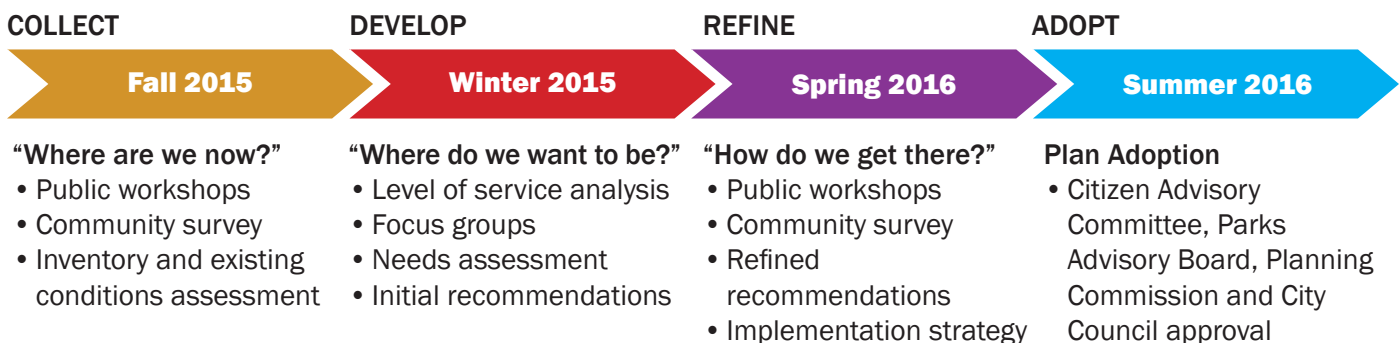 COLLECT
Fall 2015
“Where are we now?”
• Public workshops
• Community survey
• Inventory and existing
conditions assessment
DEVELOP
Winter 2015
“Where do we want to be?”
• Level of service analysis
• Focus groups
• Needs assessment
• Initial recommendations
REFINE
Spring 2016
“How do we get there?”
• Public workshops
• Community survey
• Refined
recommendations
• Implementation strategy
ADOPT
Summer 2016
Plan Adoption
• Citizen Advisory
Committee, Parks
Advisory Board, Planning
Commission and City
Council approval